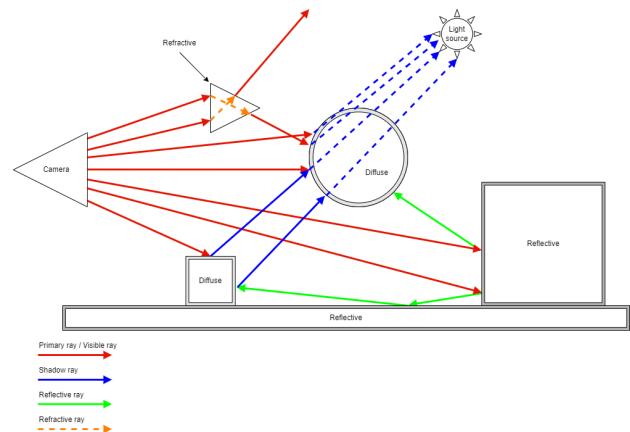 Light
source
Refractive
Camera
Diffuse
Reflective
Diffuse
Reflective
Primary ray / Visible ray
Shadow ray
Reflective ray
Refractive ray